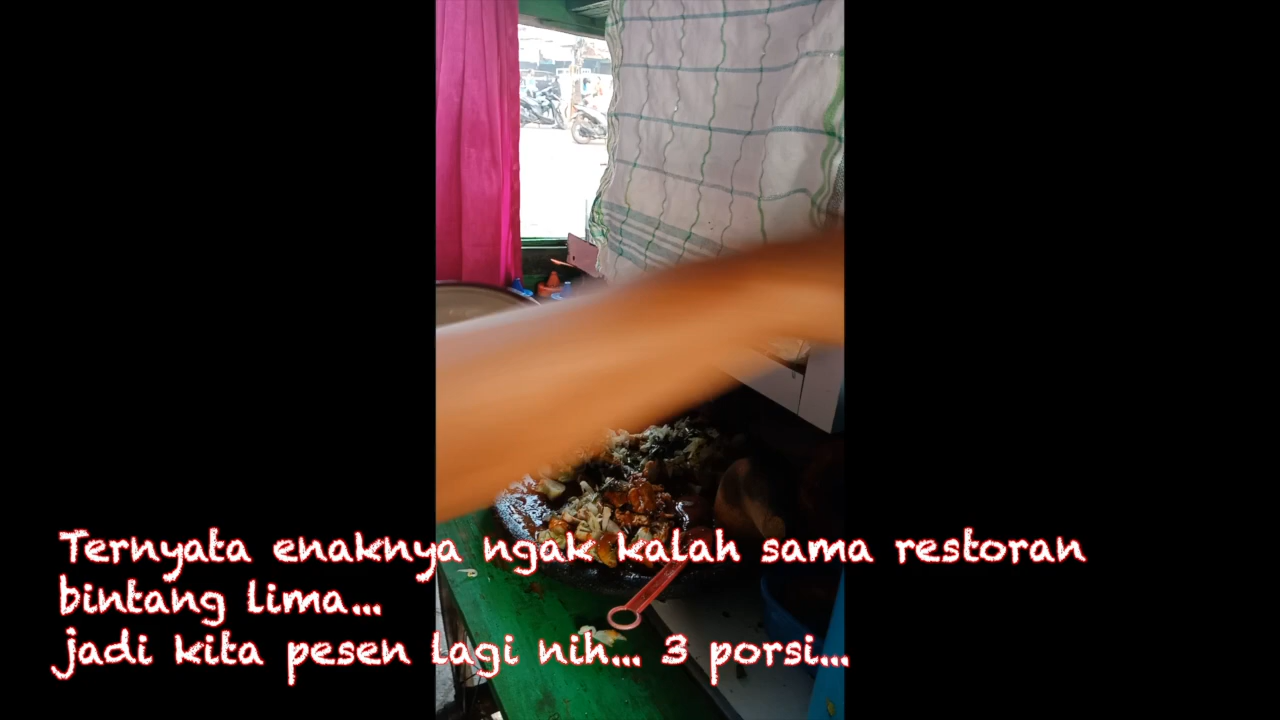 Ternyata enaknya ngak kalah sama restoran
bintang lima...
jadi kita pesen lagi nih... 3 porsi...